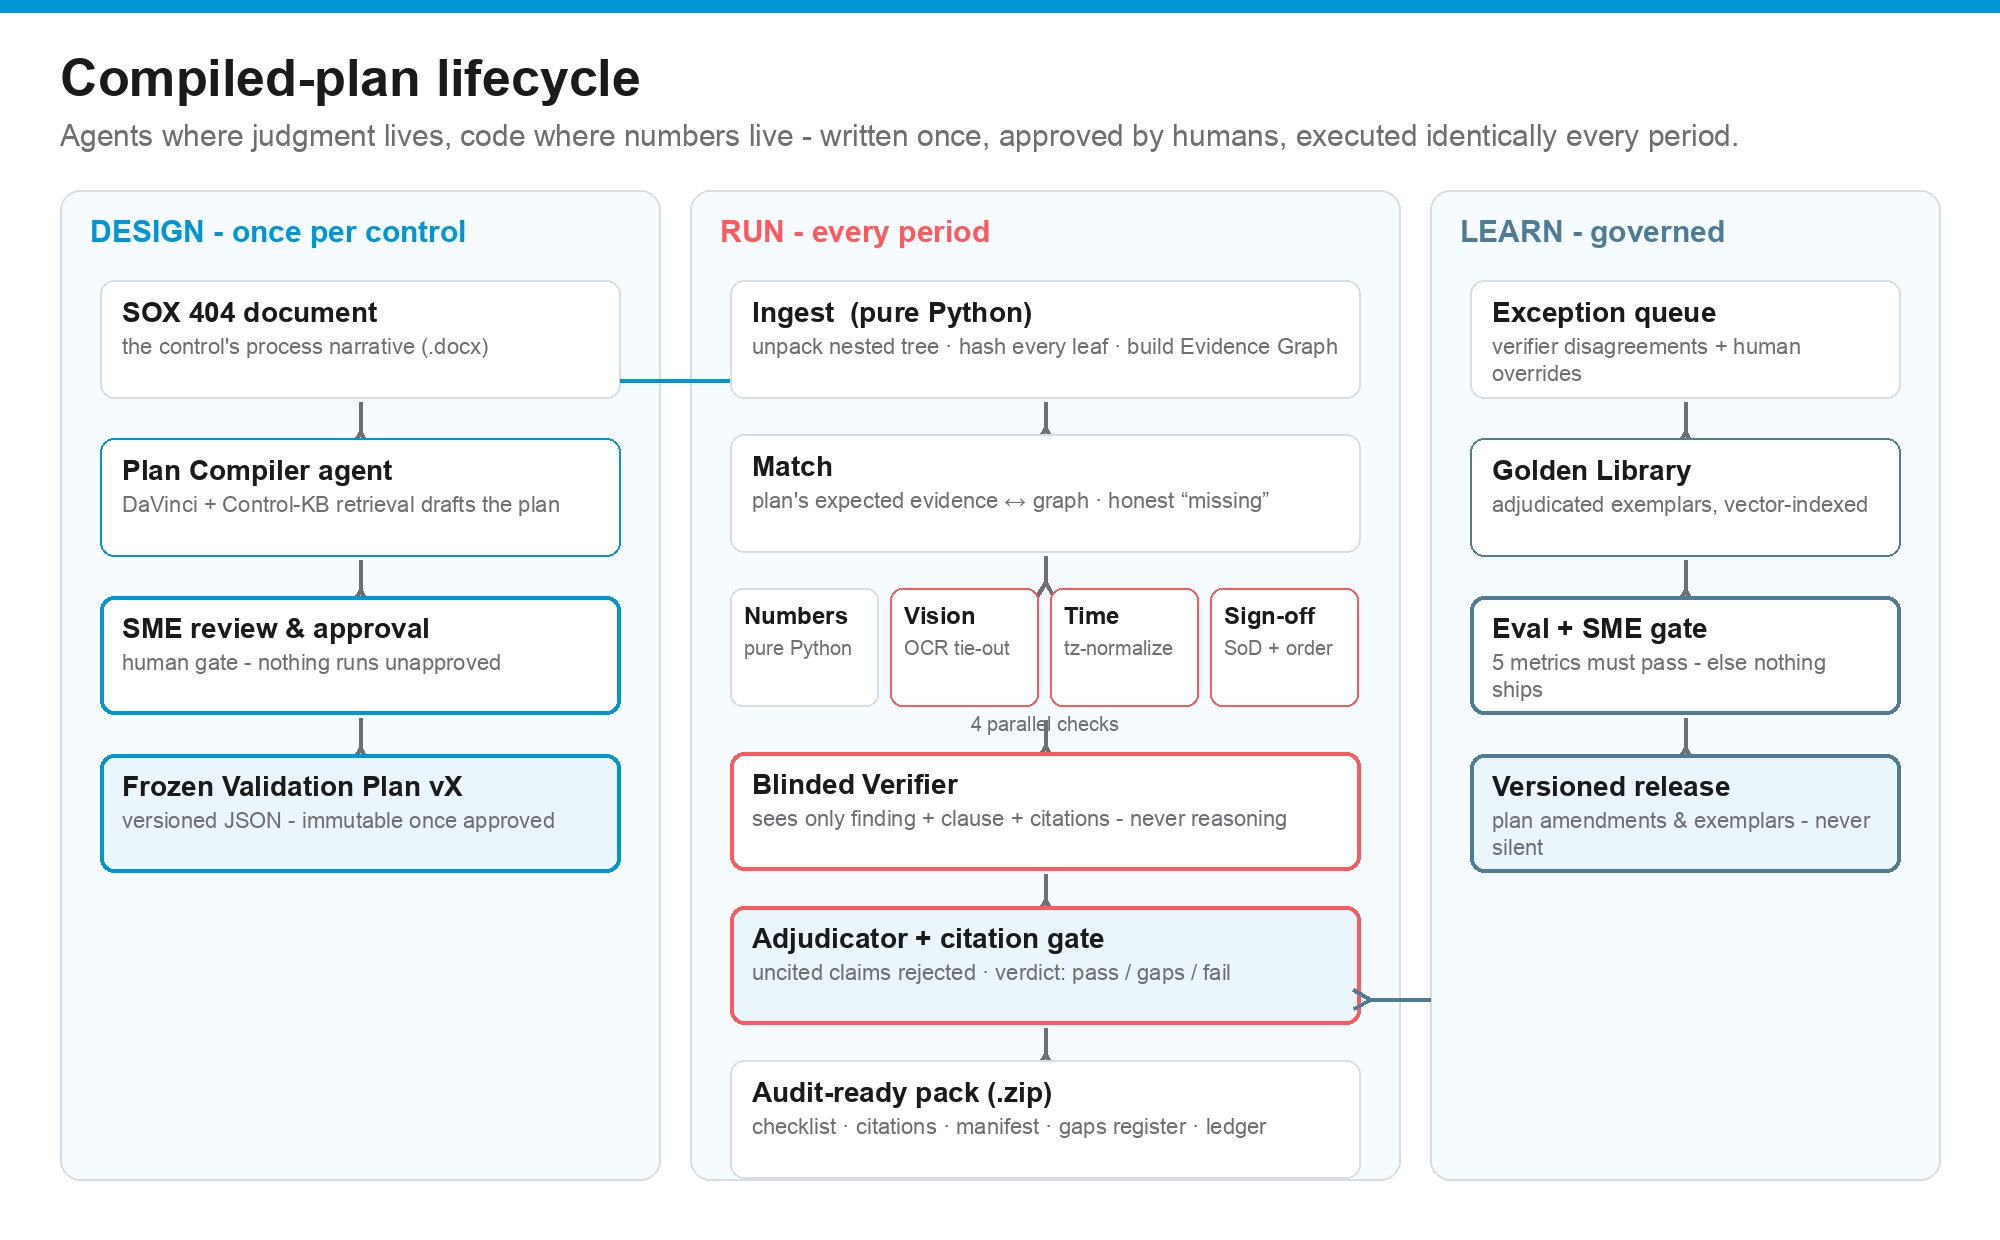 Compiled-plan lifecycle
Agents where judgment lives, code where numbers live - written once, approved by humans, executed identically every period.
DESIGN - once per control
SOX 404 document
the control's process narrative (.docx)
Plan Compiler agent
DaVinci + Control-KB retrieval drafts the plan
SME review & approval
human gate - nothing runs unapproved
Frozen Validation Plan vX
versioned JSON - immutable once approved
RUN - every period
Ingest  (pure Python)
unpack nested tree · hash every leaf · build Evidence Graph
Match
plan's expected evidence ↔ graph · honest “missing”
Numbers
pure Python
Vision
OCR tie-out
Time
tz-normalize
Sign-off
SoD + order
4 parallel checks
Blinded Verifier
sees only finding + clause + citations - never reasoning
Adjudicator + citation gate
uncited claims rejected · verdict: pass / gaps / fail
Audit-ready pack (.zip)
checklist · citations · manifest · gaps register · ledger
LEARN - governed
Exception queue
verifier disagreements + human
overrides
Golden Library
adjudicated exemplars, vector-indexed
Eval + SME gate
5 metrics must pass - else nothing
ships
Versioned release
plan amendments & exemplars - never
silent